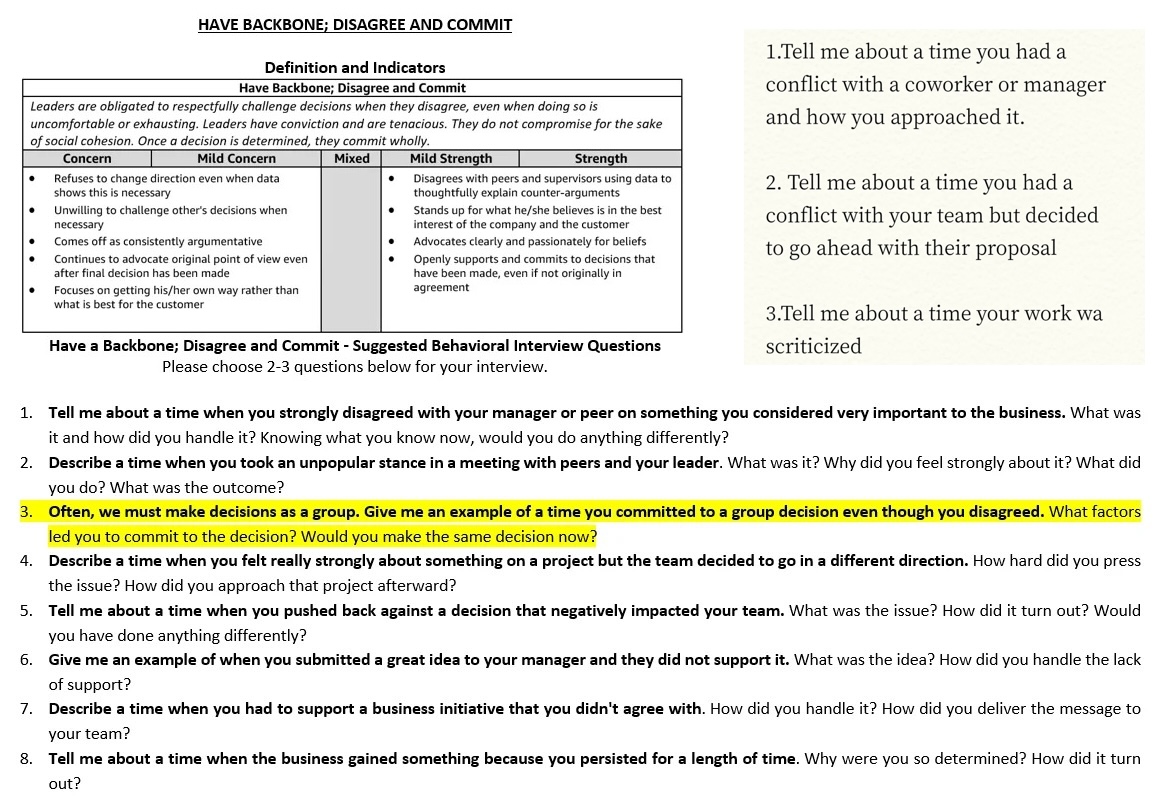 HAVE BACKBONE; DISAGREE AND COMMIT
Definition and Indicators
Have Backbone; Disagree and Commit
Leaders are obligated to respectfully challenge decisions when they disagree, even when doing so is
uncomfortable or exhausting. Leaders have conviction and are tenacious. They do not compromise for the sake
of social cohesion. Once a decision is determined, they commit wholly.
Concern Mild Concern Mixed Mild Strength Strength
• Refuses to change direction even when data
shows this is necessary
• Unwilling to challenge other's decisions when
necessary
• Comes off as consistently argumentative
• Continues to advocate original point of view even
after final decision has been made
• Focuses on getting his/her own way rather than
what is best for the customer
• Disagrees with peers and supervisors using data to
thoughtfully explain counter-arguments
• Stands up for what he/she believes is in the best
interest of the company and the customer
• Advocates clearly and passionately for beliefs
• Openly supports and commits to decisions that
have been made, even if not originally in
agreement
1.Tell me about a time you had a
conflict with a coworker or manager
and how you approached it.
2. Tell me about a time you had a
conflict with your team but decided
to go ahead with their proposal
3.Tell me about a time your work wa
scriticized
Have a Backbone; Disagree and Commit - Suggested Behavioral Interview Questions
Please choose 2-3 questions below for your interview.
1. Tell me about a time when you strongly disagreed with your manager or peer on something you considered very important to the business. What was
it and how did you handle it? Knowing what you know now, would you do anything differently?
2. Describe a time when you took an unpopular stance in a meeting with peers and your leader. What was it? Why did you feel strongly about it? What did
you do? What was the outcome?
3. Often, we must make decisions as a group. Give me an example of a time you committed to a group decision even though you disagreed. What factors
led you to commit to the decision? Would you make the same decision now?
4. Describe a time when you felt really strongly about something on a project but the team decided to go in a different direction. How hard did you press
the issue? How did you approach that project afterward?
5. Tell me about a time when you pushed back against a decision that negatively impacted your team. What was the issue? How did it turn out? Would
you have done anything differently?
6. Give me an example of when you submitted a great idea to your manager and they did not support it. What was the idea? How did you handle the lack
of support?
7. Describe a time when you had to support a business initiative that you didn't agree with. How did you handle it? How did you deliver the message to
your team?
8. Tell me about a time when the business gained something because you persisted for a length of time. Why were you so determined? How did it turn
out?